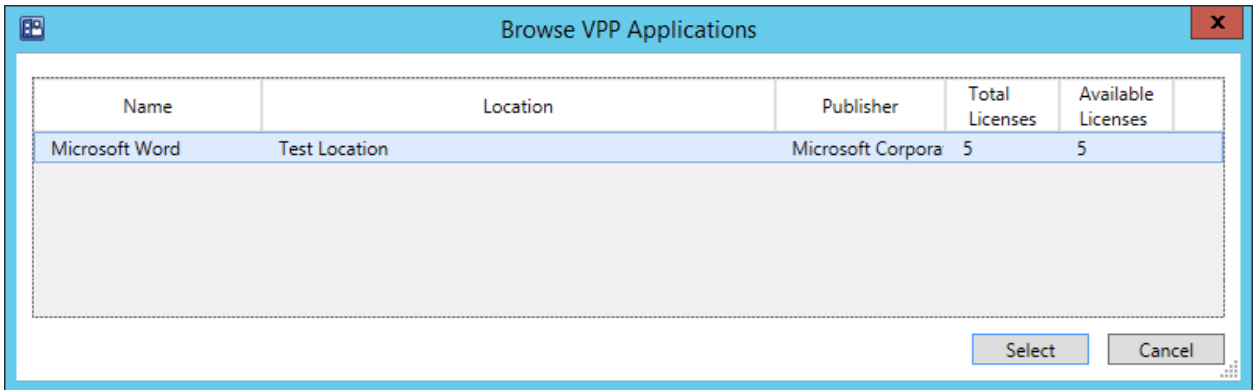 Browse VPP Applications
x
Name Location Publisher Total Licenses Available Licenses
Microsoft Word Test Location Microsoft Corpora 5 5
Select Cancel